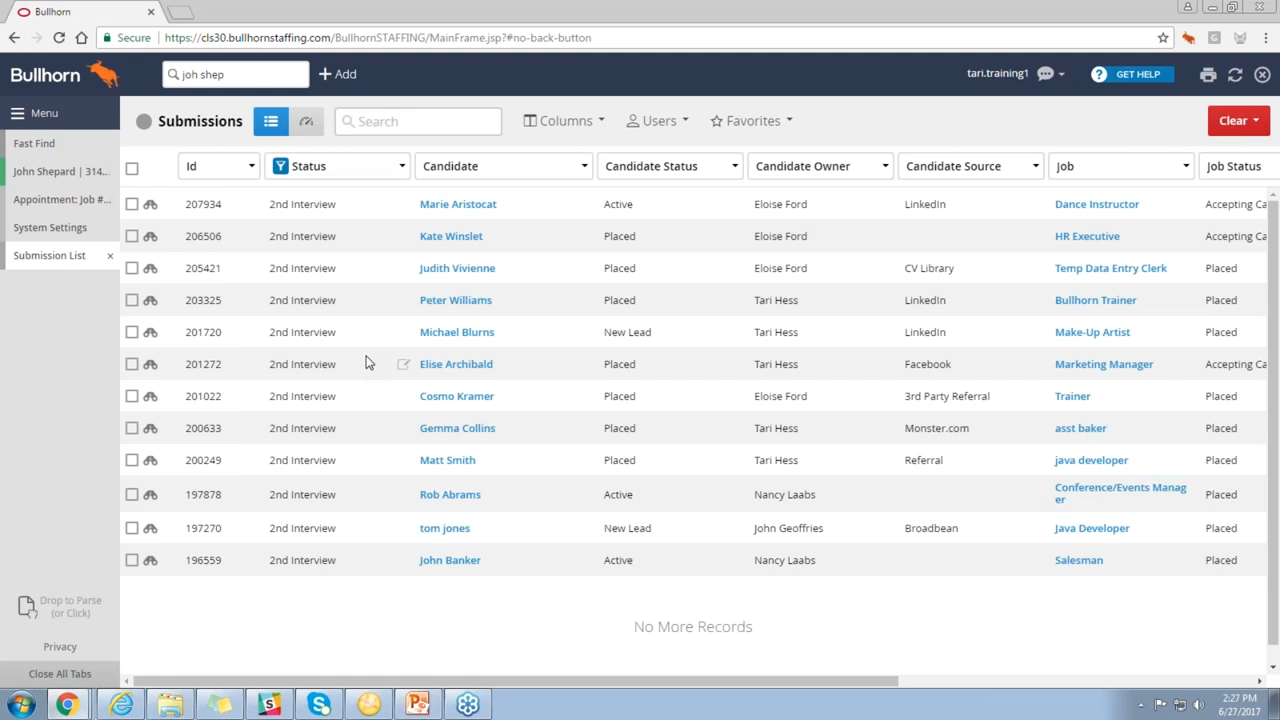 Bullhorn
Secure https://cls30.bullhornstaffing.com/BullhornSTAFFING/MainFrame.jsp?#no-back-button
Bullhorn joh shep Add tari.training1 ? GET HELP
Menu
Submissions Search Columns Users Favorites Clear
Fast Find
John Shepard | 314...
Appointment: Job #...
System Settings
Submission List
Id Status Candidate Candidate Status Candidate Owner Candidate Source Job Job Status
207934 2nd Interview Marie Aristocat Active Eloise Ford LinkedIn Dance Instructor Accepting Ca
206506 2nd Interview Kate Winslet Placed Eloise Ford HR Executive Accepting Ca
205421 2nd Interview Judith Vivienne Placed Eloise Ford CV Library Temp Data Entry Clerk Placed
203325 2nd Interview Peter Williams Placed Tari Hess LinkedIn Bullhorn Trainer Placed
201720 2nd Interview Michael Blurns New Lead Tari Hess LinkedIn Make-Up Artist Placed
201272 2nd Interview Elise Archibald Placed Tari Hess Facebook Marketing Manager Accepting Ca
201022 2nd Interview Cosmo Kramer Placed Eloise Ford 3rd Party Referral Trainer Placed
200633 2nd Interview Gemma Collins Placed Tari Hess Monster.com asst baker Placed
200249 2nd Interview Matt Smith Placed Tari Hess Referral java developer Placed
197878 2nd Interview Rob Abrams Active Nancy Laabs Conference/Events Manag
er Placed
197270 2nd Interview tom jones New Lead John Geoffries Broadbean Java Developer Placed
196559 2nd Interview John Banker Active Nancy Laabs Salesman Placed
No More Records
Drop to Parse
(or Click)
Privacy
Close All Tabs
2:27 PM
6/27/2017